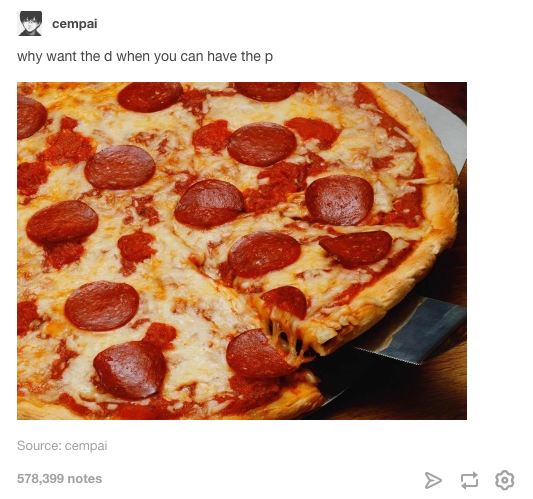 cempai
why want the d when you can have the p
Source: cempai
578,399 notes